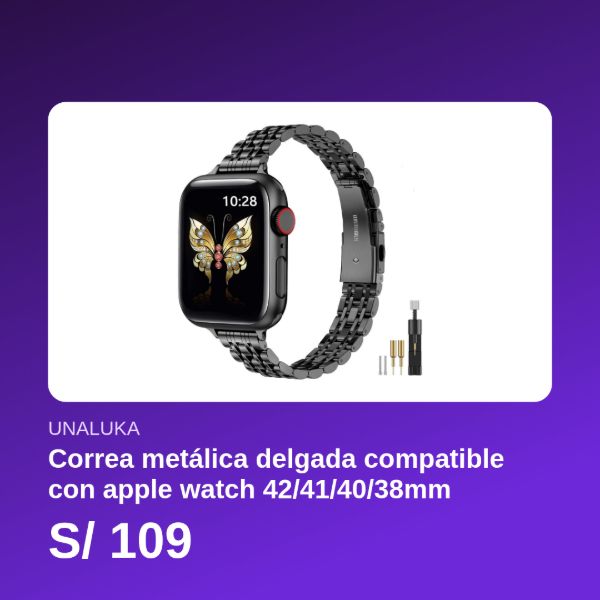 10:28
UNALUKA
Correa metálica delgada compatible
con apple watch 42/41/40/38mm
S/ 109